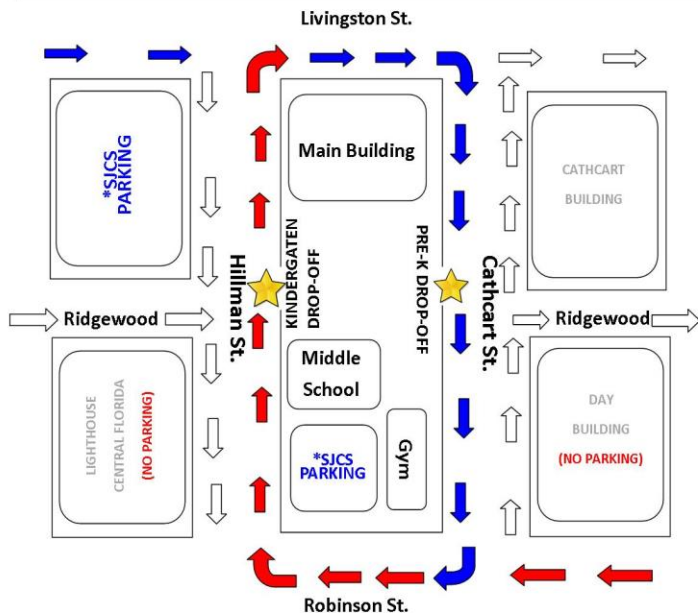 Livingston St.
*SJCS
PARKING
Main Building
CATHCART
BUILDING
Hillman St.
KINDERGATEN
DROP-OFF
PRE-K DROP-OFF
Cathcart St.
Ridgewood
Ridgewood
LIGHTHOUSE
CENTRAL FLORIDA
(NO PARKING)
Middle
School
*SJCS
PARKING
Gym
DAY
BUILDING
(NO PARKING)
Robinson St.